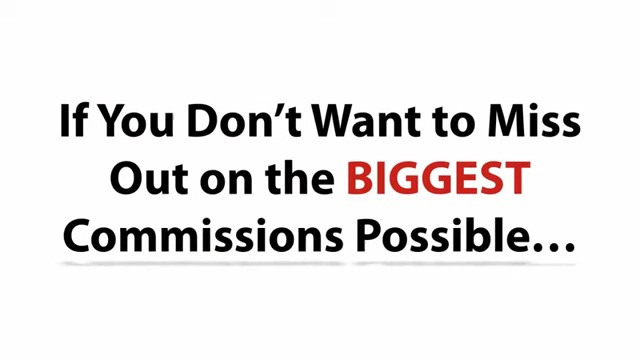 If You Don’t Want to Miss
Out on the BIGGEST
Commissions Possible…